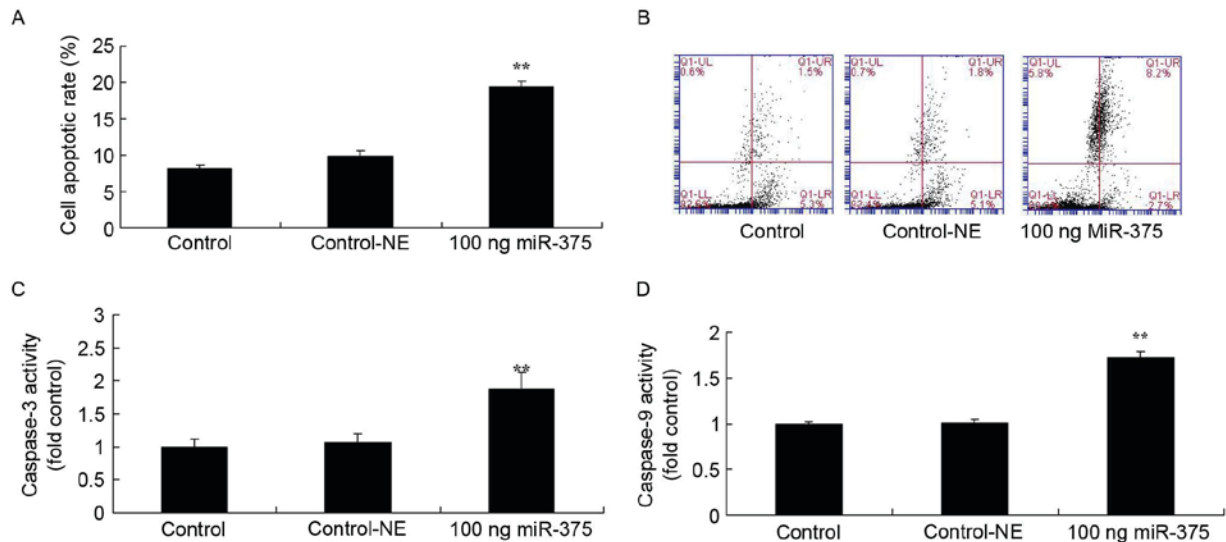 A
Cell apoptotic rate (%)
25
20
15
10
5
0
**
Control
Control-NE
100 ng miR-375
B
Q1-UL
0.6%
Q1-UR
1.5%
Q1-LL
Q1-LR
5.3%
Control
Q1-UL
0.7%
Q1-UR
1.8%
Q1-LL
Q1-LR
5.1%
Control-NE
Q1-UL
5.8%
Q1-UR
8.2%
Q1-LR
2.7%
100 ng MiR-375
C
Caspase-3 activity
(fold control)
3
2.5
2
1.5
1
0.5
0
**
Control
Control-NE
100 ng miR-375
D
Caspase-9 activity
(fold control)
2
1.5
1
0.5
0
**
Control
Control-NE
100 ng miR-375